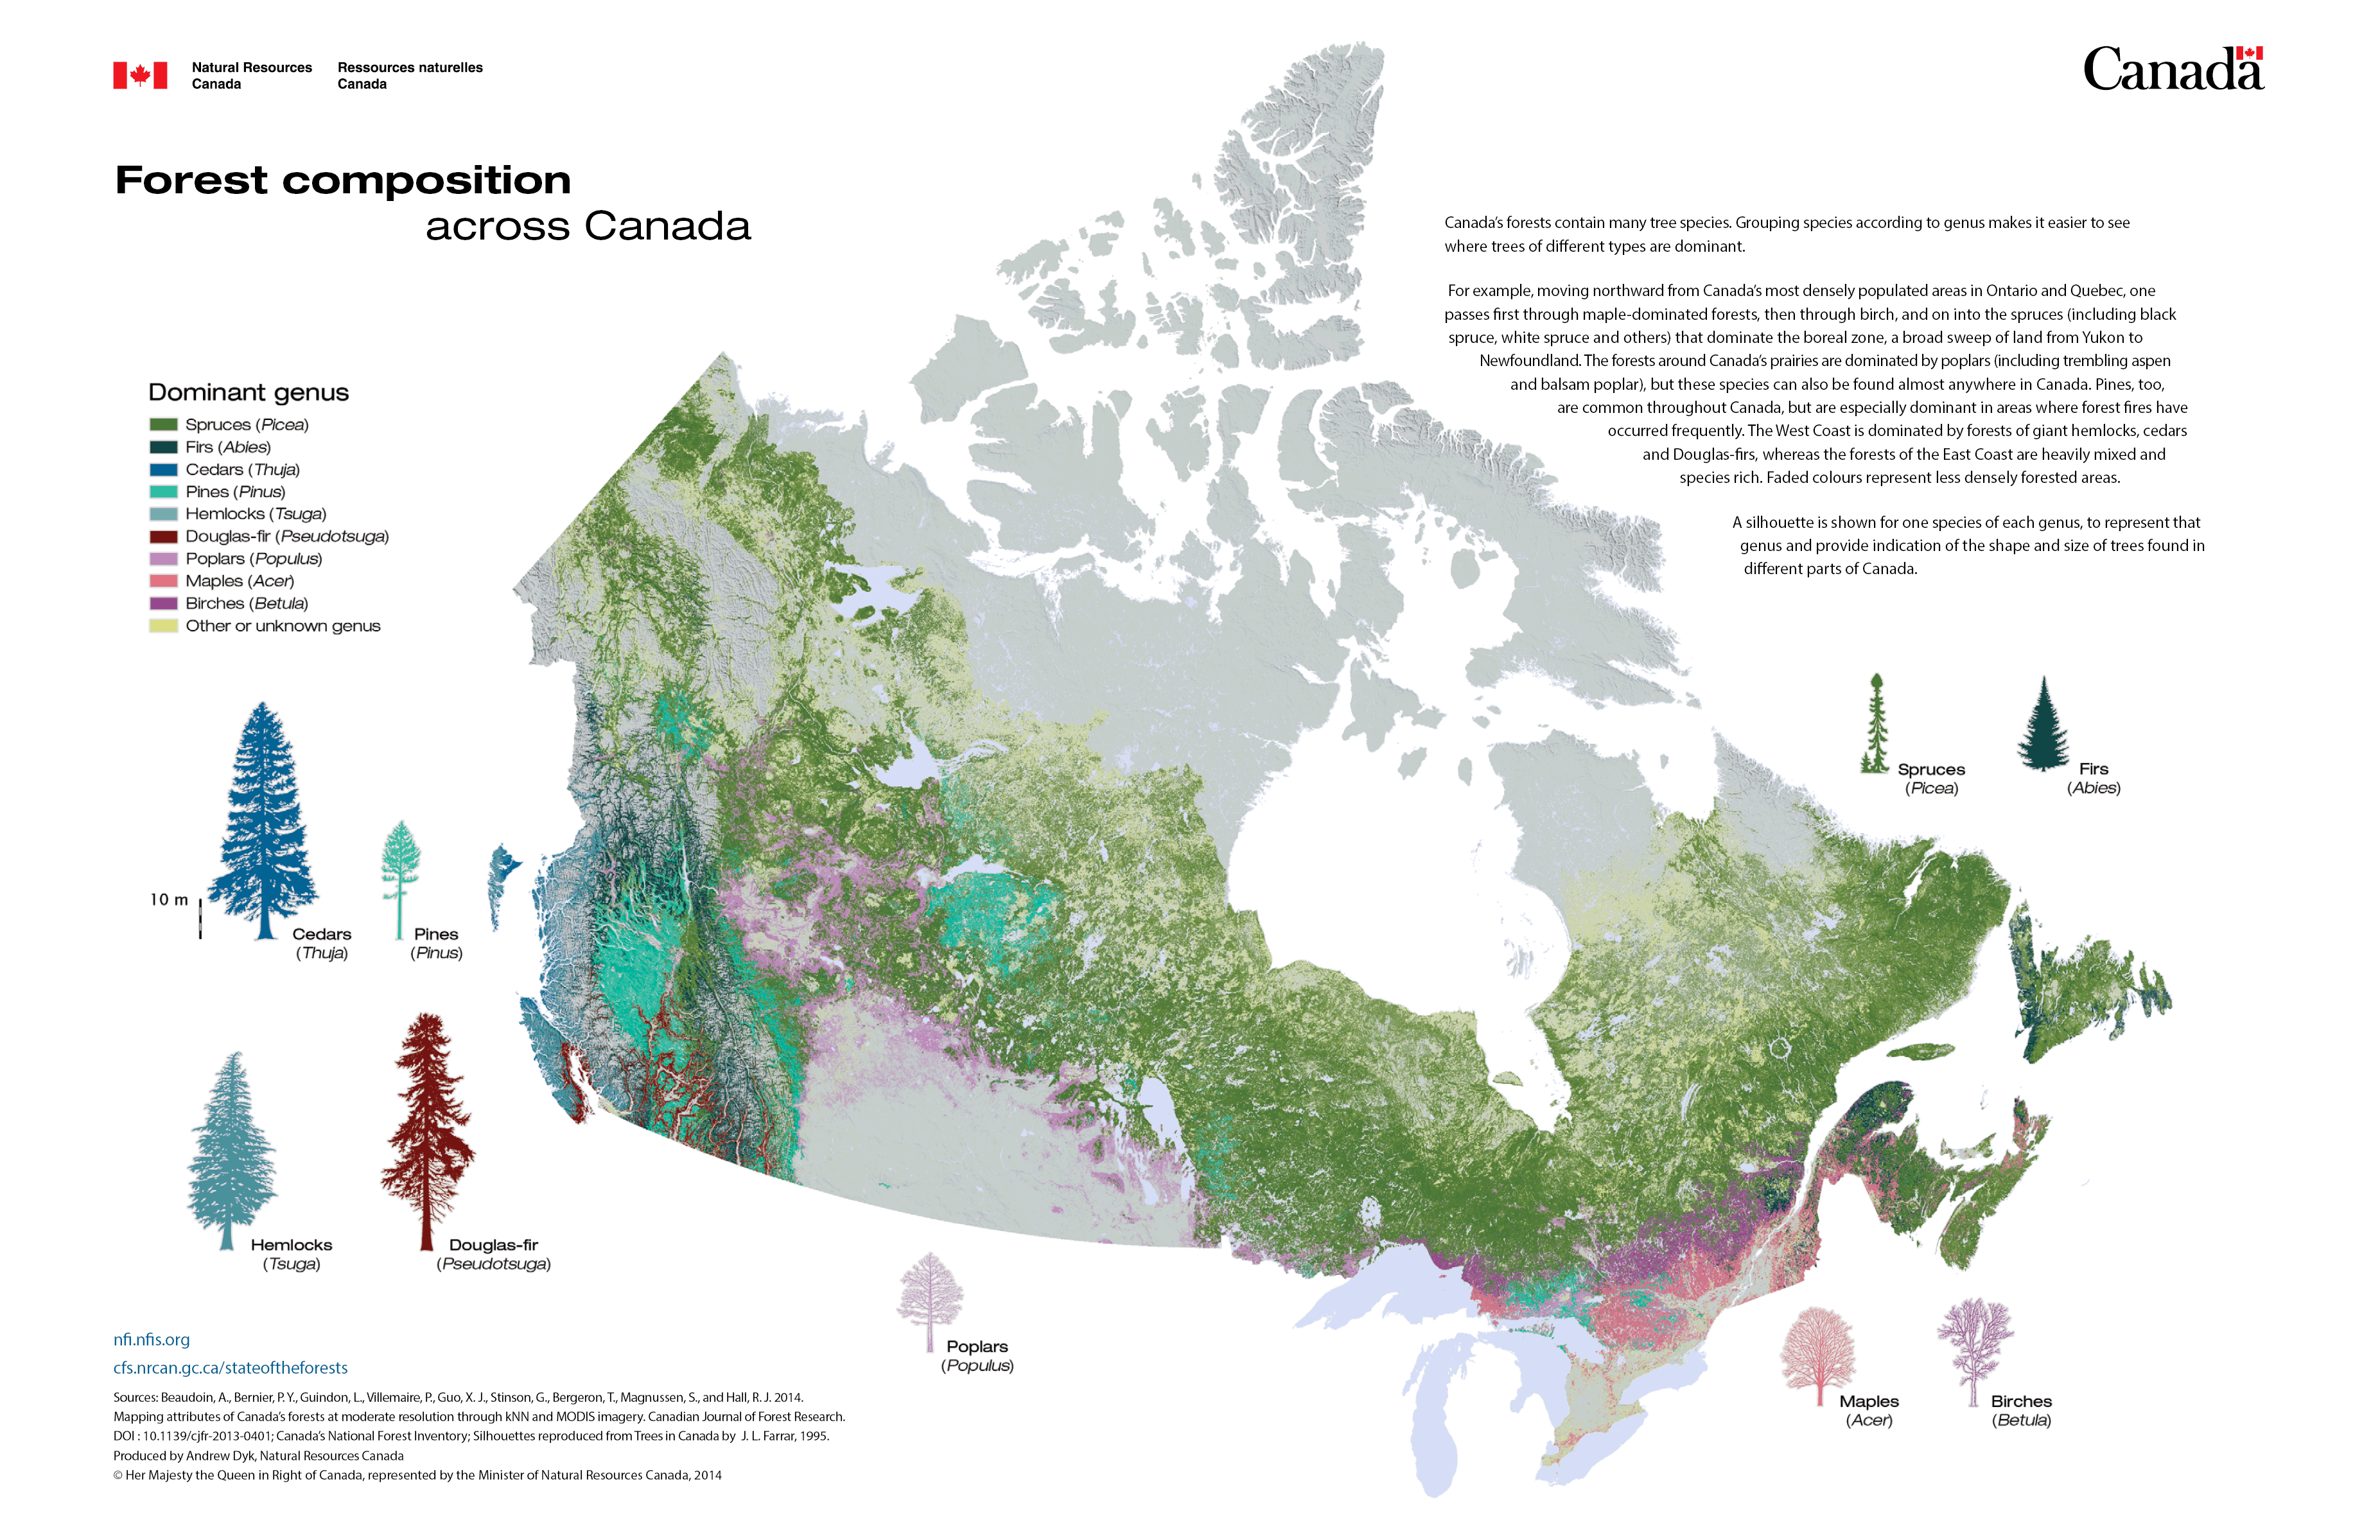 Natural Resources
Canada
Ressources naturelles
Canada
Canada
Forest composition
across Canada
Canada's forests contain many tree species. Grouping species according to genus makes it easier to see
where trees of different types are dominant.
For example, moving northward from Canada's most densely populated areas in Ontario and Quebec, one
passes first through maple-dominated forests, then through birch, and on into the spruces (including black
spruce, white spruce and others) that dominate the boreal zone, a broad sweep of land from Yukon to
Newfoundland. The forests around Canada's prairies are dominated by poplars (including trembling aspen
and balsam poplar), but these species can also be found almost anywhere in Canada. Pines, too,
are common throughout Canada, but are especially dominant in areas where forest fires have
occurred frequently. The West Coast is dominated by forests of giant hemlocks, cedars
and Douglas-firs, whereas the forests of the East Coast are heavily mixed and
species rich. Faded colours represent less densely forested areas.
A silhouette is shown for one species of each genus, to represent that
genus and provide indication of the shape and size of trees found in
different parts of Canada.
Dominant genus
Spruces (Picea)
Firs (Abies)
Cedars (Thuja)
Pines (Pinus)
Hemlocks (Tsuga)
Douglas-fir (Pseudotsuga)
Poplars (Populus)
Maples (Acer)
Birches (Betula)
Other or unknown genus
Spruces
(Picea)
Firs
(Abies)
10 m
Cedars
(Thuja)
Pines
(Pinus)
Hemlocks
(Tsuga)
Douglas-fir
(Pseudotsuga)
Poplars
(Populus)
Maples
(Acer)
Birches
(Betula)
nfi.nfis.org
cfs.nrcan.gc.ca/stateoftheforests
Sources: Beaudoin, A., Bernier, P. Y., Guindon, L., Villemaire, P., Guo, X. J., Stinson, G., Bergeron, T., Magnussen, S., and Hall, R. J. 2014.
Mapping attributes of Canada's forests at moderate resolution through kNN and MODIS imagery. Canadian Journal of Forest Research.
DOI : 10.1139/cjfr-2013-0401; Canada's National Forest Inventory; Silhouettes reproduced from Trees in Canada by J. L. Farrar, 1995.
Produced by Andrew Dyk, Natural Resources Canada
© Her Majesty the Queen in Right of Canada, represented by the Minister of Natural Resources Canada, 2014